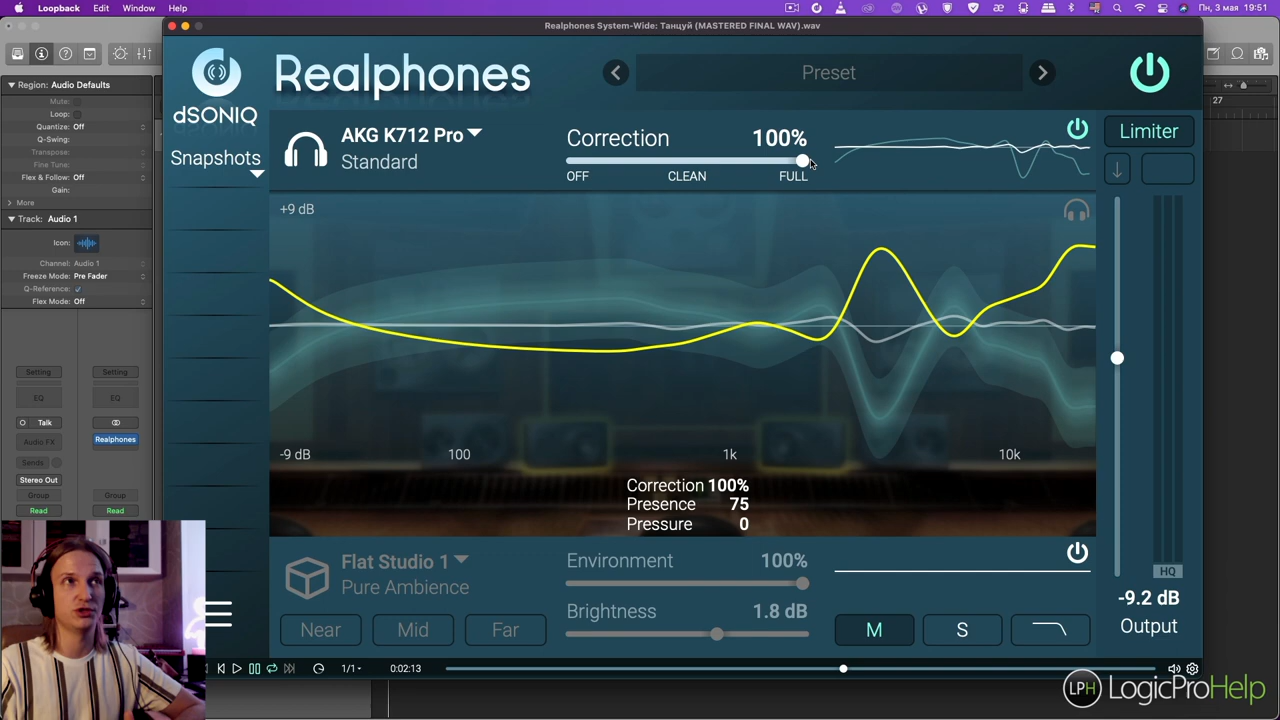 Loopback Edit Window Help
Пн, 3 мая 19:51
Realphones System-Wide: Танцуй (MASTERED FINAL WAV).wav
Region: Audio Defaults
Mute:
Loop:
Quantize: Off
Q-Swing:
Transpose:
Fine Tune:
Flex & Follow: Off
Gain:
More
Track: Audio 1
Icon:
Channel: Audio 1
Freeze Mode: Pre Fader
Q-Reference:
Flex Mode: Off
Setting Setting
EQ EQ
Talk
Audio FX Realphones
Sends
Stereo Out
Group Group
Read Read
dSONIQ
Realphones
Preset
27
Snapshots
AKG K712 Pro
Standard
Correction 100%
OFF CLEAN FULL
Limiter
+9 dB
-9 dB 100 1k 10k
Correction 100%
Presence 75
Pressure 0
Flat Studio 1
Pure Ambience
Near Mid Far
Environment 100%
Brightness 1.8 dB
M S
HQ
-9.2 dB
Output
1/1 0:02:13
LPH LogicProHelp